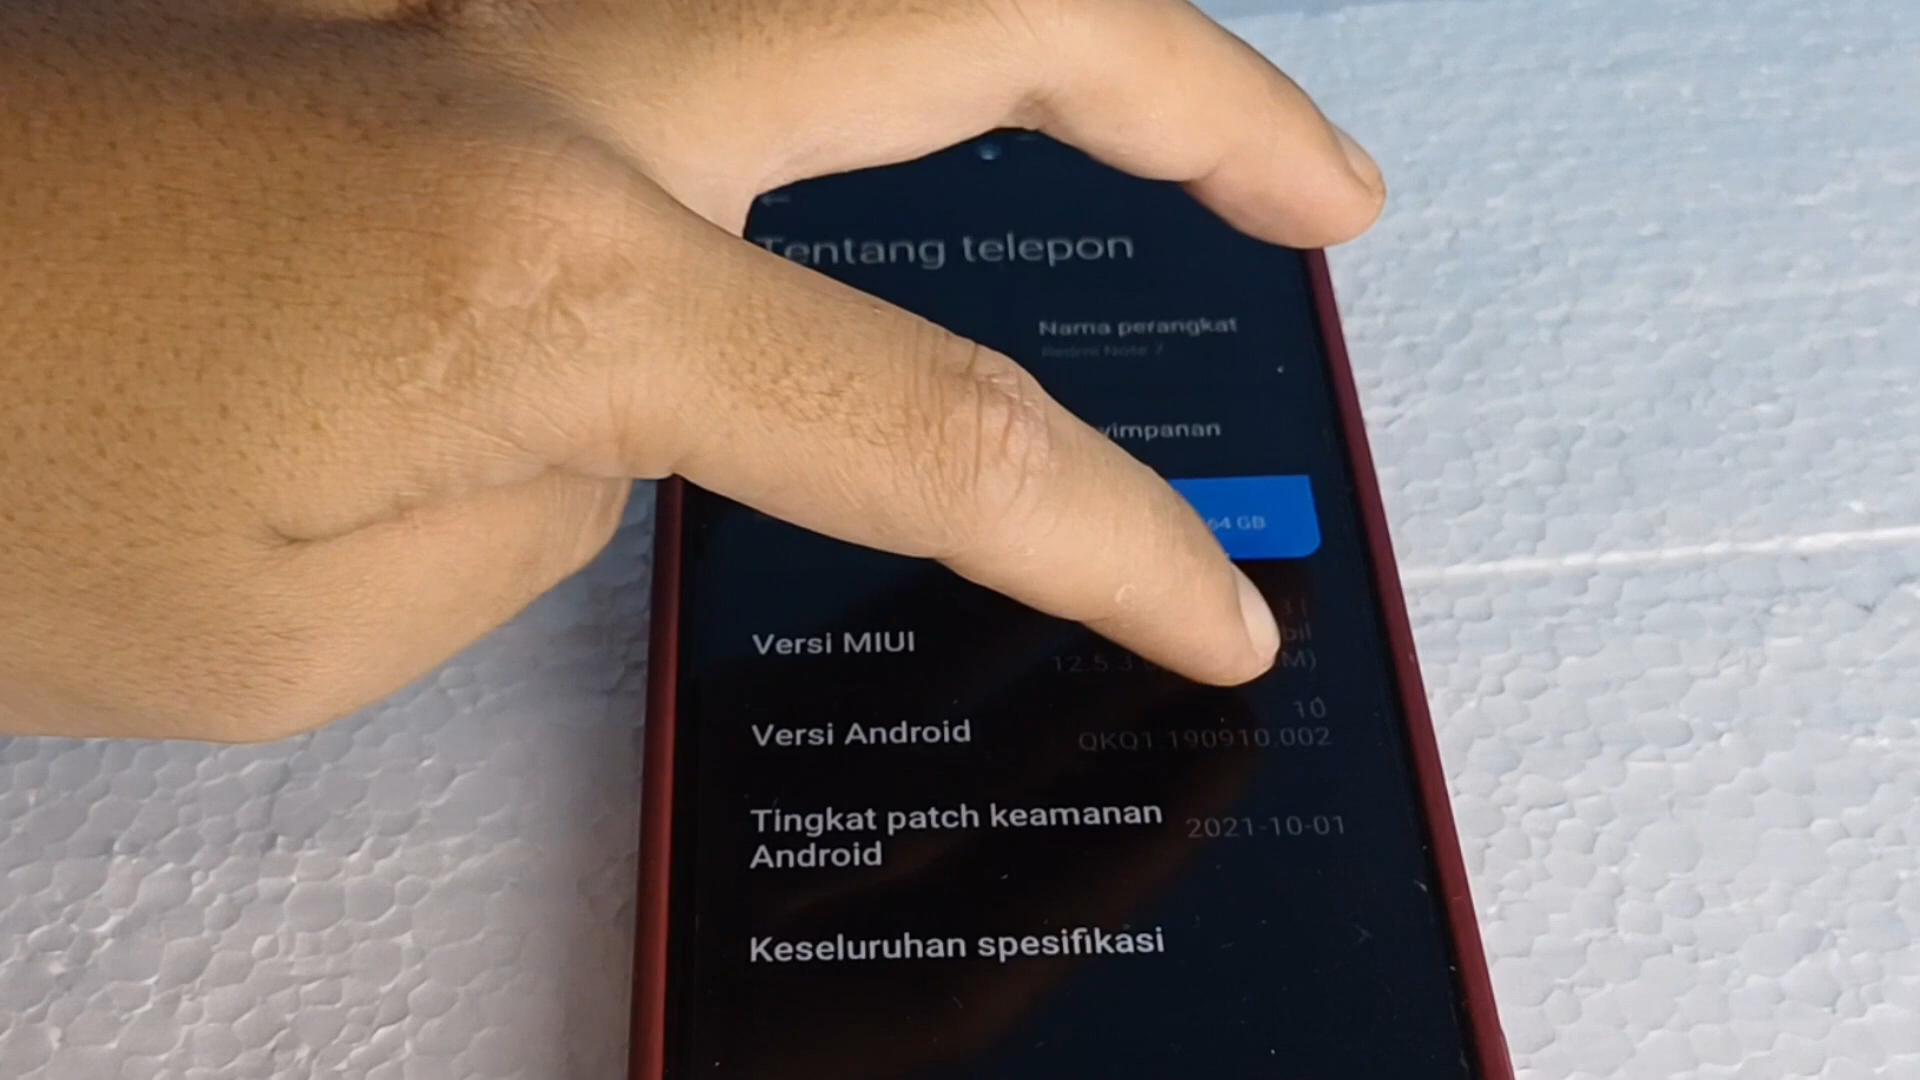 Tentang telepon
Nama perangkat
Redmi Note 7
64 GB
Versi MIUI
12.5.3
Versi Android
10
QKQ1.190910.002
Tingkat patch keamanan
Android
2021-10-01
Keseluruhan spesifikasi